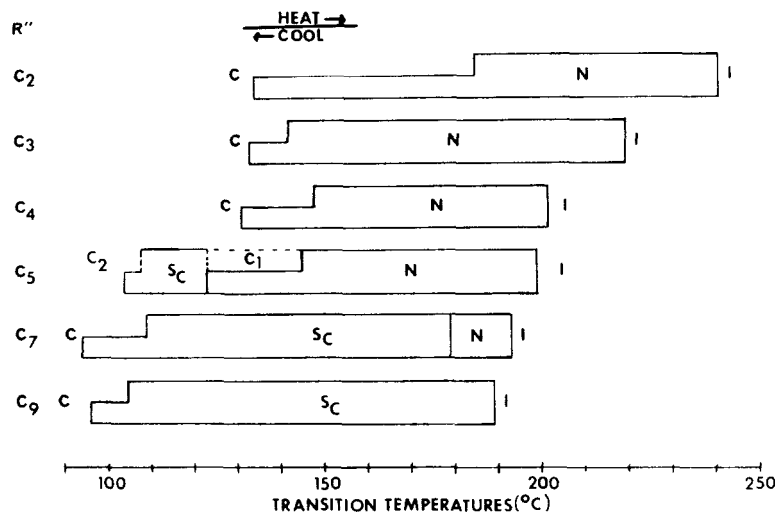 R''
HEAT →
← COOL
C2 C N I
C3 C N I
C4 C N I
C5 C2 SC C1 N I
C7 C SC N I
C9 C SC I
100 150 200 250
TRANSITION TEMPERATURES(°C)